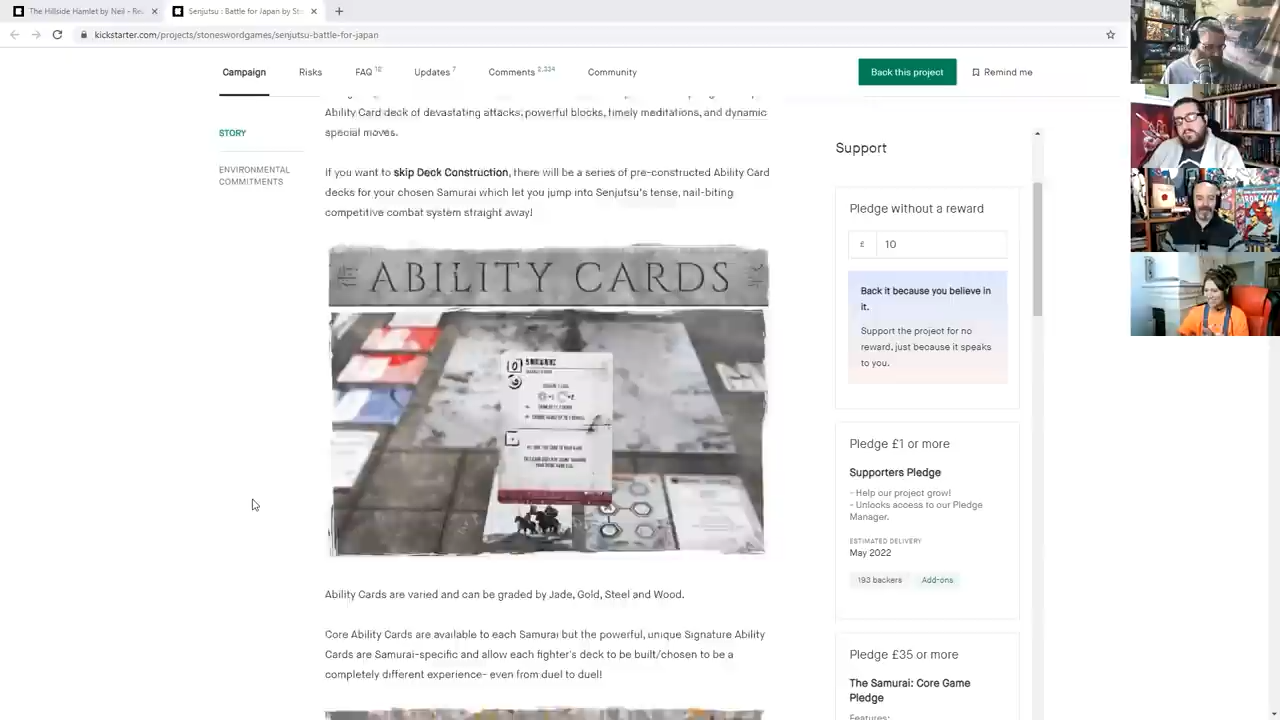 The Hillside Hamlet by Neil - Re
Senjutsu : Battle for Japan by St
kickstarter.com/projects/stoneswordgames/senjutsu-battle-for-japan
Campaign
Risks
FAQ 12
Updates 7
Comments 2,334
Community
Back this project
Remind me
STORY
ENVIRONMENTAL
COMMITMENTS
Ability Card deck of devastating attacks, powerful blocks, timely meditations, and dynamic
special moves.
If you want to skip Deck Construction, there will be a series of pre-constructed Ability Card
decks for your chosen Samurai which let you jump into Senjutsu's tense, nail-biting
competitive combat system straight away!
ABILITY CARDS
Ability Cards are varied and can be graded by Jade, Gold, Steel and Wood.
Core Ability Cards are available to each Samurai but the powerful, unique Signature Ability
Cards are Samurai-specific and allow each fighter's deck to be built/chosen to be a
completely different experience- even from duel to duel!
Support
Pledge without a reward
£ 10
Back it because you believe in
it.
Support the project for no
reward, just because it speaks
to you.
Pledge £1 or more
Supporters Pledge
- Help our project grow!
- Unlocks access to our Pledge
Manager.
ESTIMATED DELIVERY
May 2022
193 backers
Add-ons
Pledge £35 or more
The Samurai: Core Game
Pledge
Features:
IRON MAN